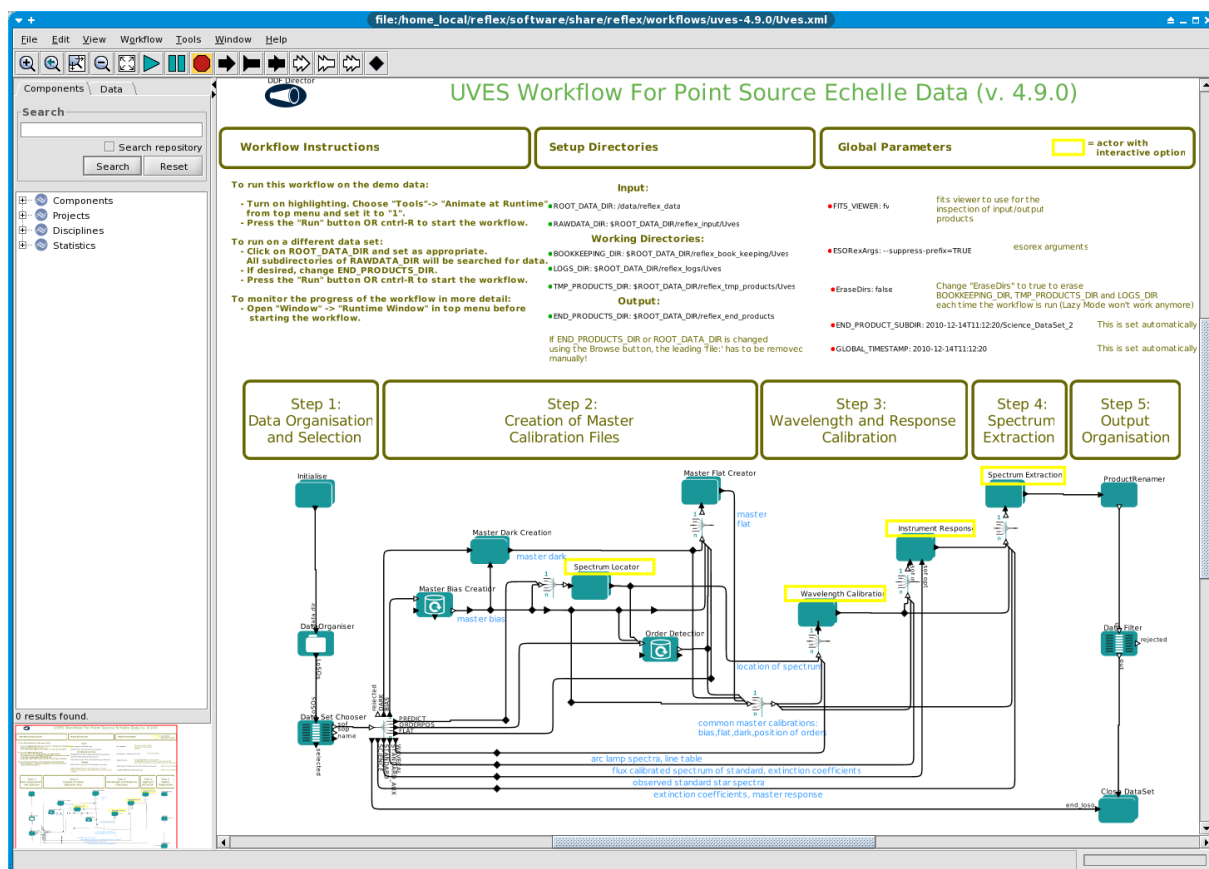 file:/home_local/reflex/software/share/reflex/workflows/uves-4.9.0/Uves.xml
File Edit View Workflow Tools Window Help
Components Data
Search
Search repository
Search Reset
Components
Projects
Disciplines
Statistics
0 results found.
DDF Director
UVES Workflow For Point Source Echelle Data (v. 4.9.0)
Workflow Instructions
Setup Directories
Global Parameters
= actor with
interactive option
To run this workflow on the demo data:
- Turn on highlighting. Choose "Tools"-> "Animate at Runtime"
from top menu and set it to "1".
- Press the "Run" button OR cntrl-R to start the workflow.
To run on a different data set:
- Click on ROOT_DATA_DIR and set as appropriate.
All subdirectories of RAWDATA_DIR will be searched for data.
- If desired, change END_PRODUCTS_DIR.
- Press the "Run" button OR cntrl-R to start the workflow.
To monitor the progress of the workflow in more detail:
- Open "Window" -> "Runtime Window" in top menu before
starting the workflow.
Input:
ROOT_DATA_DIR: /data/reflex_data
RAWDATA_DIR: $ROOT_DATA_DIR/reflex_input/Uves
Working Directories:
BOOKKEEPING_DIR: $ROOT_DATA_DIR/reflex_book_keeping/Uves
LOGS_DIR: $ROOT_DATA_DIR/reflex_logs/Uves
TMP_PRODUCTS_DIR: $ROOT_DATA_DIR/reflex_tmp_products/Uves
Output:
END_PRODUCTS_DIR: $ROOT_DATA_DIR/reflex_end_products
If END_PRODUCTS_DIR or ROOT_DATA_DIR is changed
using the Browse button, the leading 'file:' has to be removed
manually!
FITS_VIEWER: fv
fits viewer to use for the
inspection of input/output
products
ESORexArgs: --suppress-prefix=TRUE
esorex arguments
EraseDirs: false
Change "EraseDirs" to true to erase
BOOKKEEPING_DIR, TMP_PRODUCTS_DIR and LOGS_DIR
each time the workflow is run (Lazy Mode won't work anymore)
END_PRODUCT_SUBDIR: 2010-12-14T11:12:20/Science_DataSet_2
This is set automatically
GLOBAL_TIMESTAMP: 2010-12-14T11:12:20
This is set automatically
Step 1:
Data Organisation
and Selection
Step 2:
Creation of Master
Calibration Files
Step 3:
Wavelength and Response
Calibration
Step 4:
Spectrum
Extraction
Step 5:
Output
Organisation
Initialise
Master Flat Creator
Spectrum Extraction
ProductRenamer
master
flat
Instrument Response
Master Dark Creation
master dark
Spectrum Locator
Master Bias Creation
master bias
Wavelength Calibration
Order Detection
data_dir
DataOrganiser
LoSOs
Data Filter
rejected
out
location of spectrum
Data Set Chooser
sof
sop
name
selected
rejected
DARK
BIAS
PREDICT
ORDERPOS
FLAT
common master calibrations:
bias,flat,dark,position of orders
arc lamp spectra, line table
flux calibrated spectrum of standard, extinction coefficients
observed standard star spectra
extinction coefficients, master response
Close DataSet
end_loso